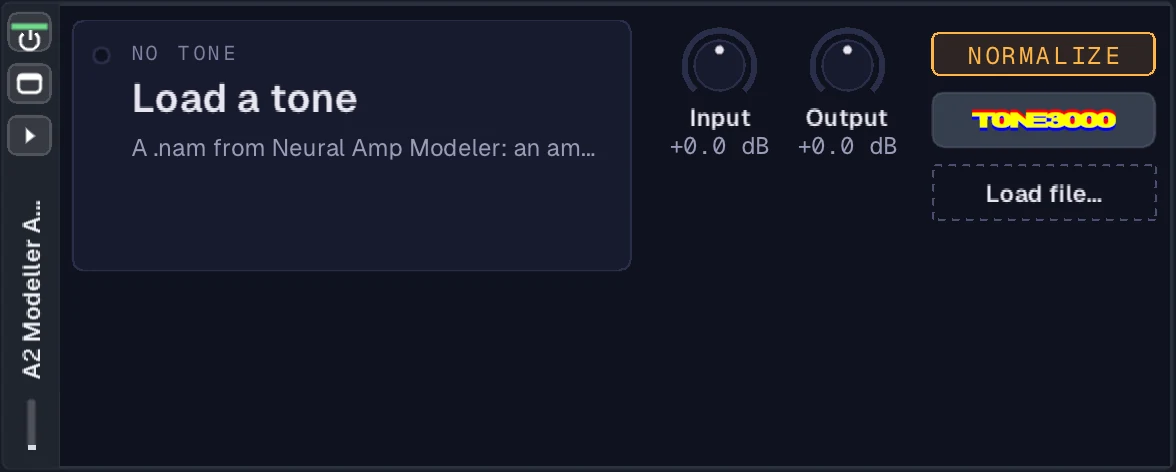 NO TONE
Load a tone
A .nam from Neural Amp Modeler: an am…
Input
+0.0 dB
Output
+0.0 dB
NORMALIZE
TONE3000
Load file…
A2 Modeller A…